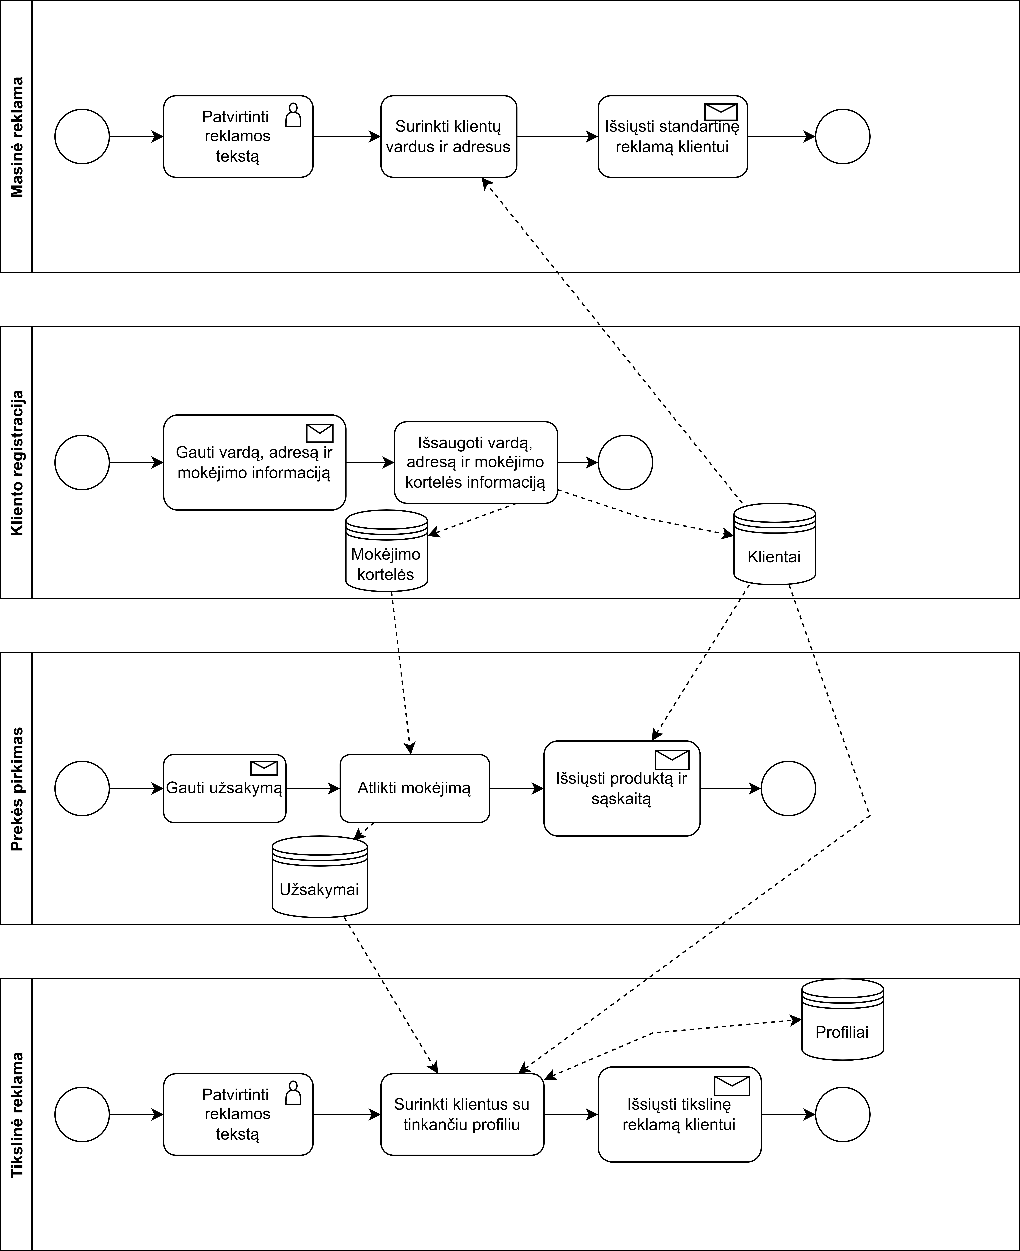 Masinė reklama
Patvirtinti
reklamos
tekstą
Surinkti klientų
vardus ir adresus
Išsiųsti standartinę
reklamą klientui
Kliento registracija
Gauti vardą, adresą ir
mokėjimo informaciją
Išsaugoti vardą,
adresą ir mokėjimo
kortelės informaciją
Mokėjimo
kortelės
Klientai
Prekės pirkimas
Gauti užsakymą
Atlikti mokėjimą
Išsiųsti produktą ir
sąskaitą
Užsakymai
Tikslinė reklama
Patvirtinti
reklamos
tekstą
Surinkti klientus su
tinkančiu profiliu
Išsiųsti tikslinę
reklamą klientui
Profiliai